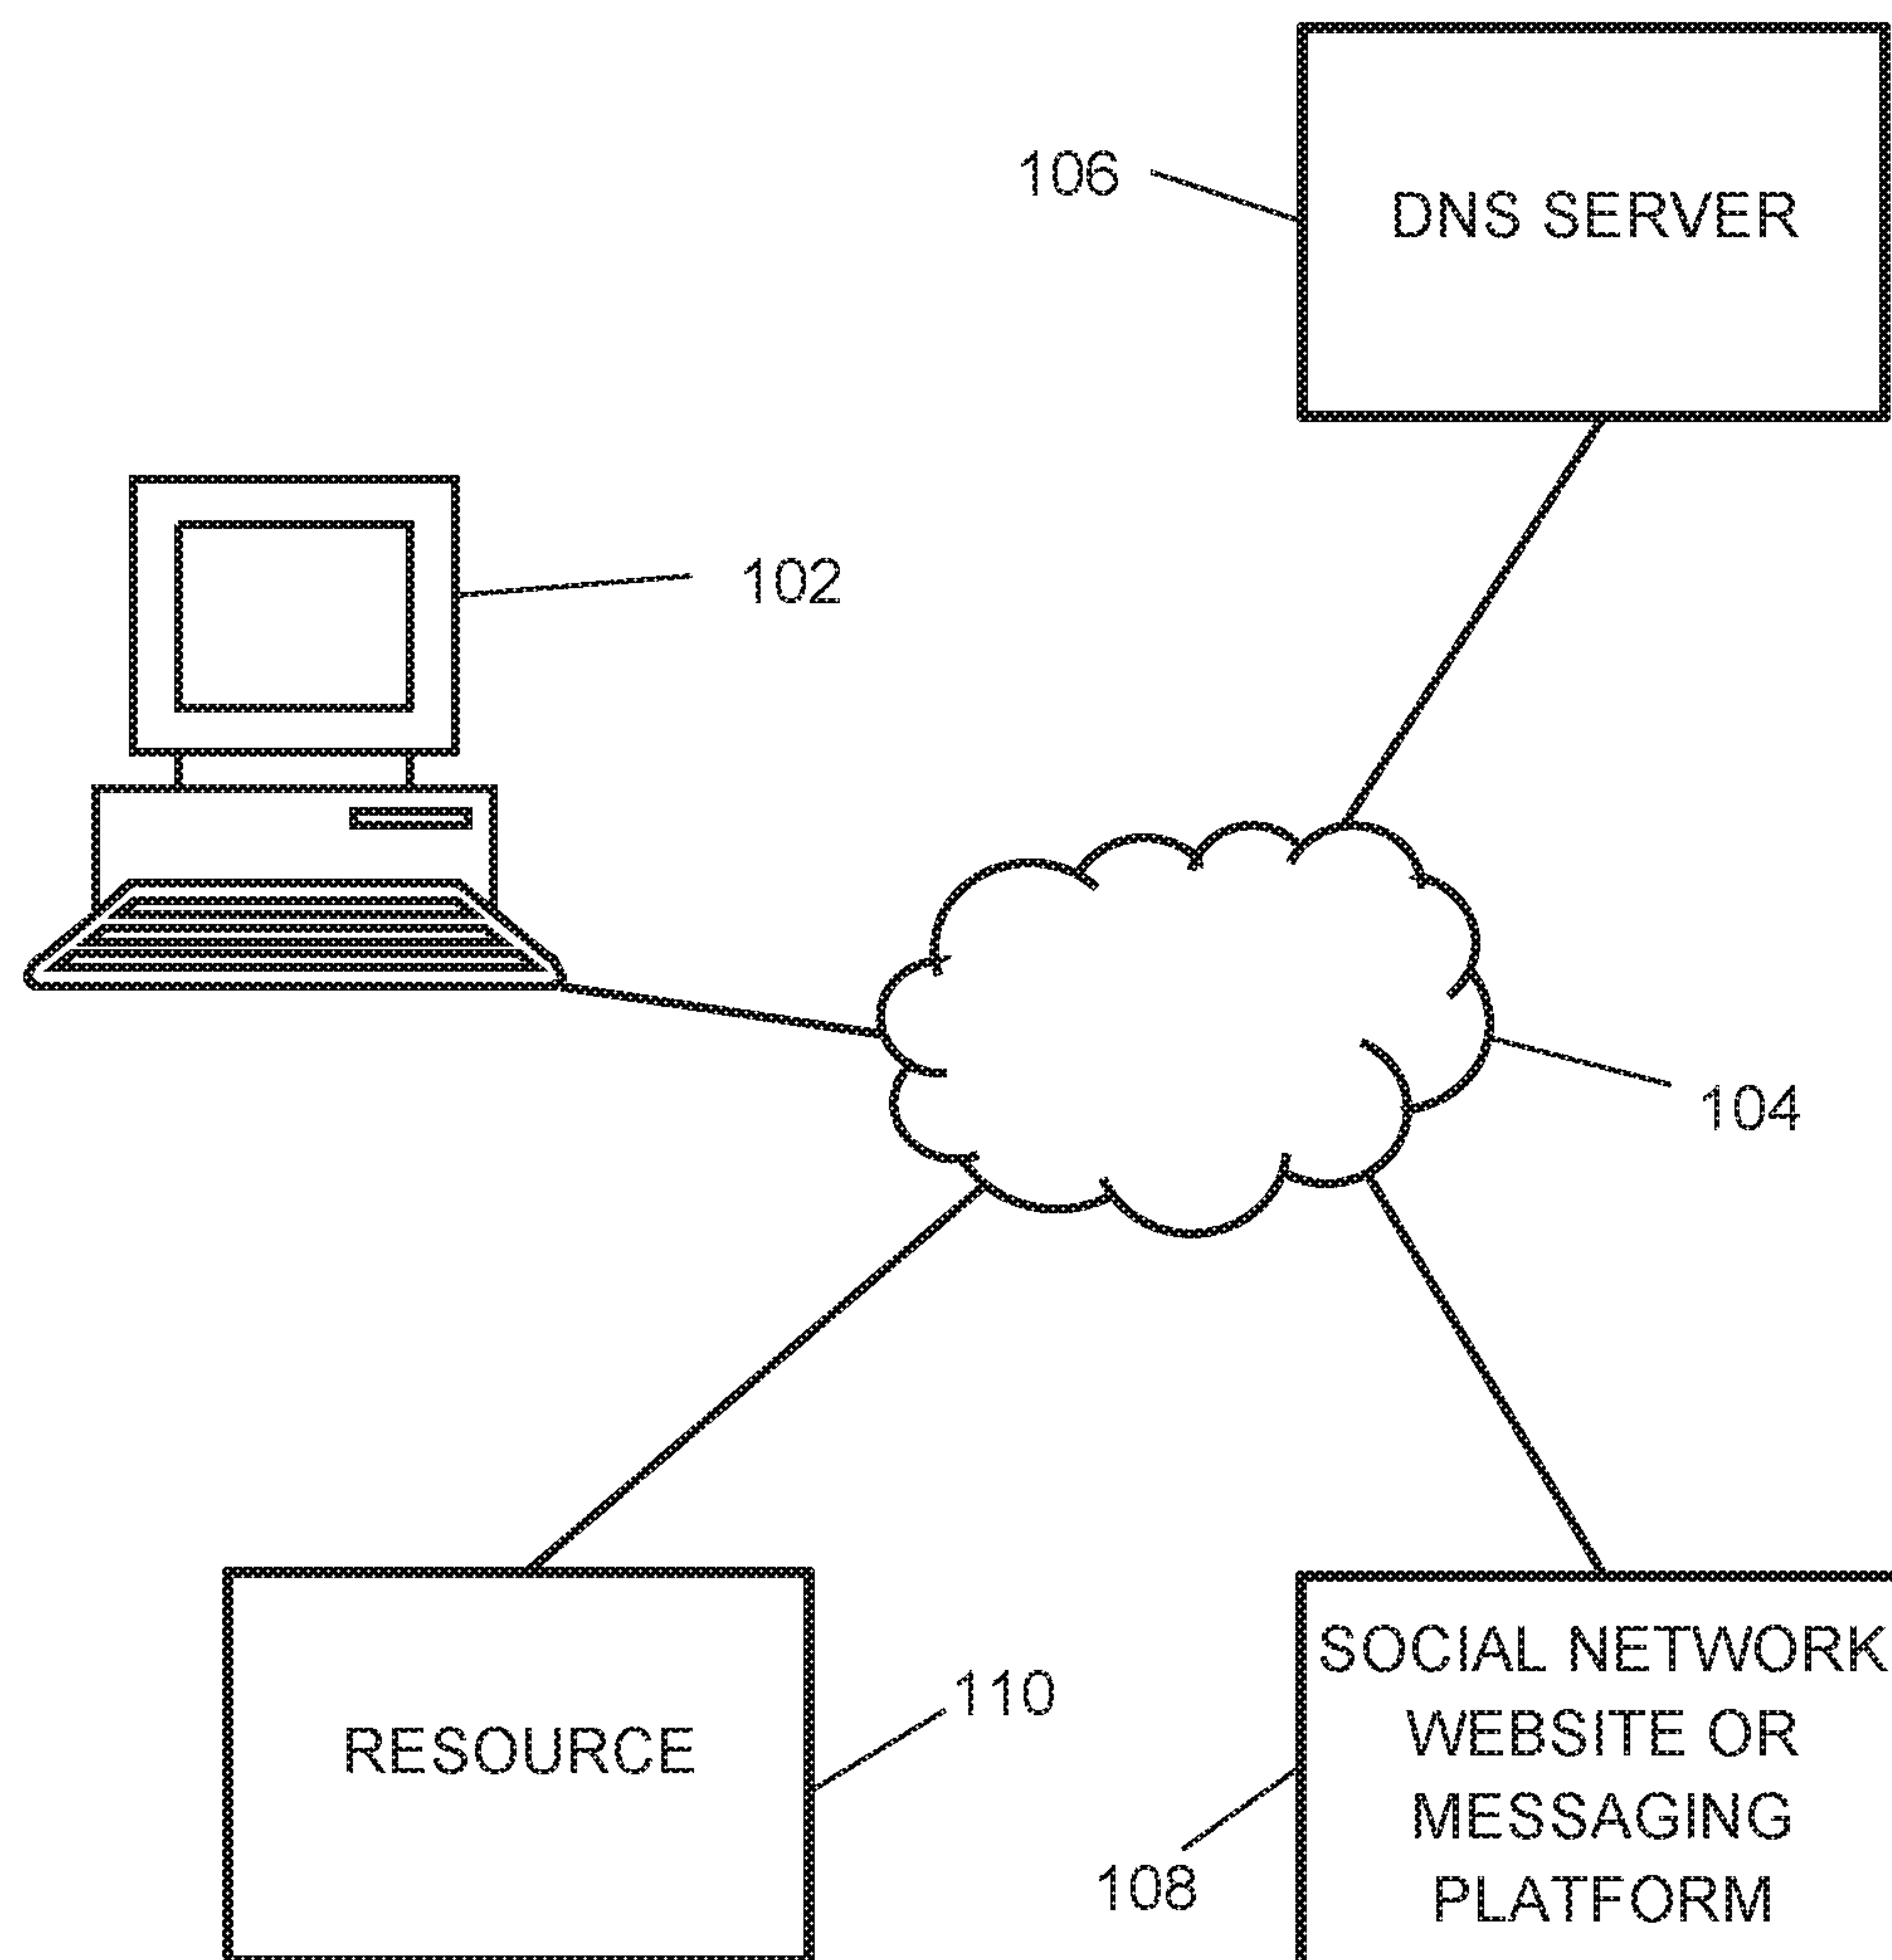 106
DNS SERVER
102
104
110
RESOURCE
SOCIAL NETWORK
WEBSITE OR
MESSAGING
PLATFORM
108